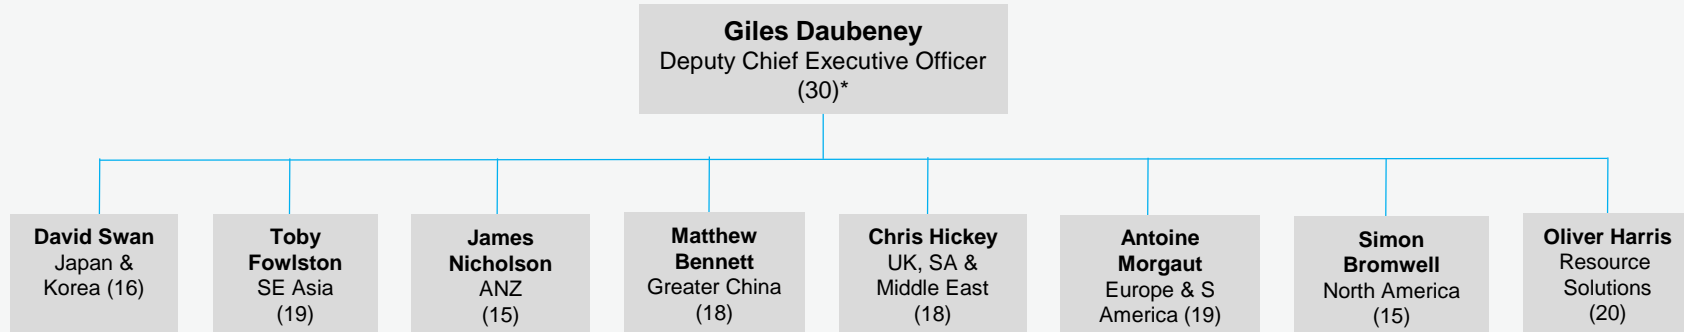 Giles Daubeney
Deputy Chief Executive Officer
(30)*
David Swan
Japan &
Korea (16)
Toby
Fowlston
SE Asia
(19)
James
Nicholson
ANZ
(15)
Matthew
Bennett
Greater China
(18)
Chris Hickey
UK, SA &
Middle East
(18)
Antoine
Morgaut
Europe & S
America (19)
Simon
Bromwell
North America
(15)
Oliver Harris
Resource
Solutions
(20)